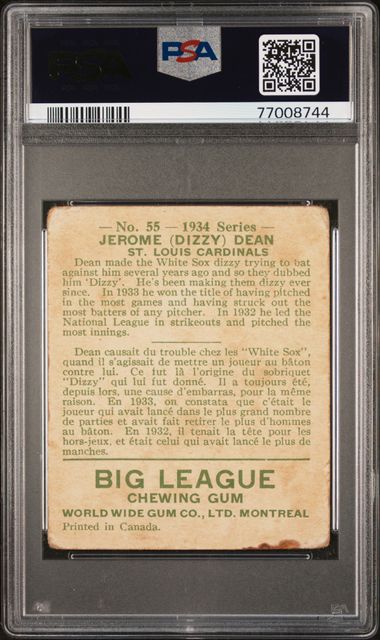 PSA
PSA
77008744
— No. 55 — 1934 Series —
JEROME (DIZZY) DEAN
ST. LOUIS CARDINALS
Dean made the White Sox dizzy trying to bat
against him several years ago and so they dubbed
him 'Dizzy'. He's been making them dizzy ever
since. In 1933 he won the title of having pitched
in the most games and having struck out the
most batters of any pitcher. In 1932 he led the
National League in strikeouts and pitched the
most innings.
Dean causait du trouble chez les "White Sox",
quand il s'agissait de mettre un joueur au bâton
contre lui. Ce fut là l'origine du sobriquet
"Dizzy" qui lui fut donné. Il a toujours été,
depuis lors, une cause d'embarras, pour la même
raison. En 1933, on constata que c'était le
joueur qui avait lancé dans le plus grand nombre
de parties et avait fait retirer le plus d'hommes
au bâton. En 1932, il tenait la tête pour les
hors-jeux, et était celui qui avait lancé le plus de
manches.
BIG LEAGUE
CHEWING GUM
WORLD WIDE GUM CO., LTD. MONTREAL
Printed in Canada.